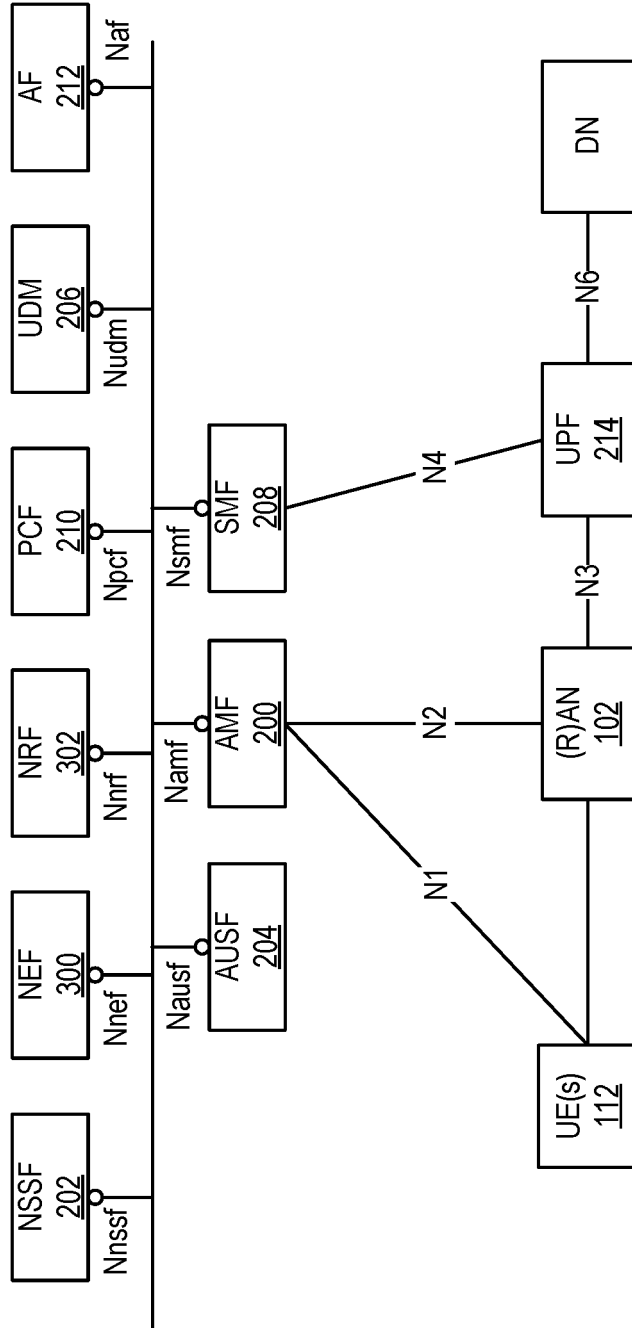 NSSF
202
NEF
300
NRF
302
PCF
210
UDM
206
AF
212
Nnssf
Nnef
Nnrf
Npcf
Nudm
Naf
Nausf
Namf
Nsmf
AUSF
204
AMF
200
SMF
208
N1
N2
N4
UE(s)
112
(R)AN
102
N3
UPF
214
N6
DN